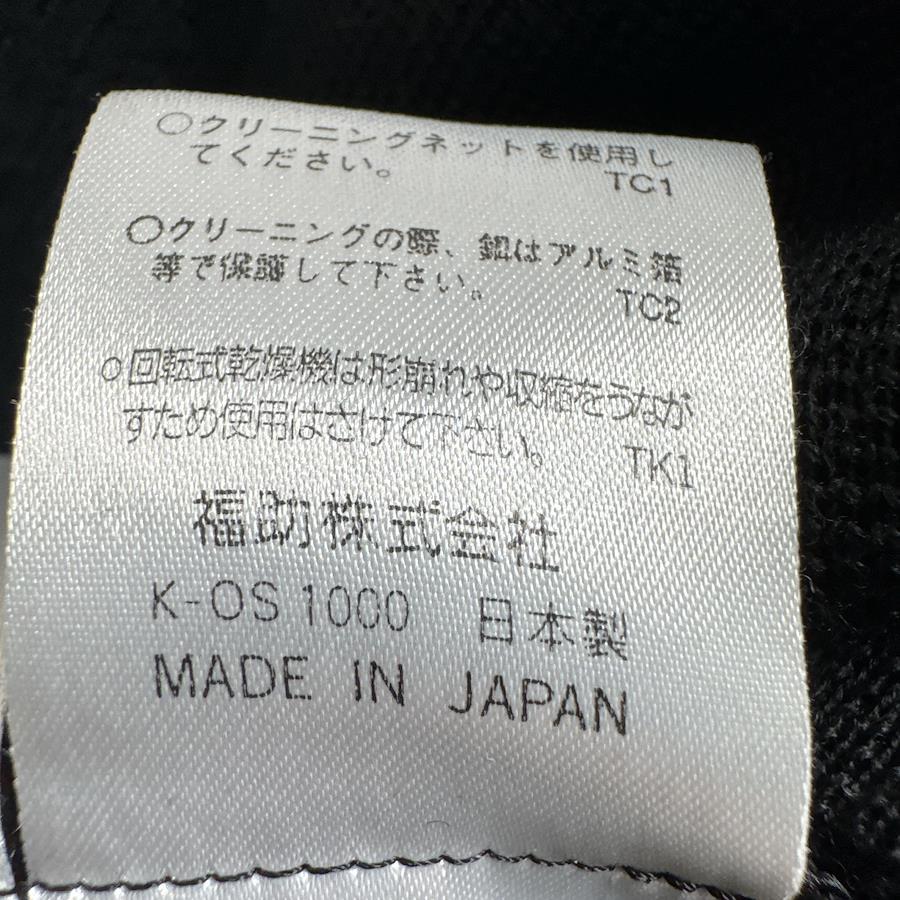 ○クリーニングネットを使用し
てください。 TC1
○クリーニングの際、釦はアルミ箔
等で保護して下さい。 TC2
○回転式乾燥機は形崩れや収縮をうなが
すため使用はさけて下さい。 TK1
福助株式会社
K-OS 1000 日本製
MADE IN JAPAN